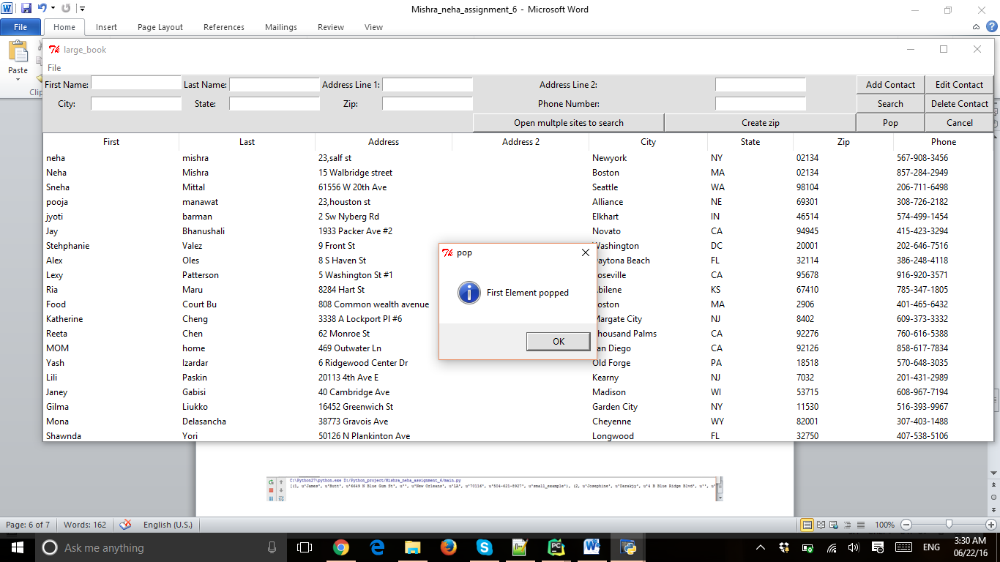 Mishra_neha_assignment_6 - Microsoft Word
File Home Insert Page Layout References Mailings Review View
Paste
Clip
large_book
File
First Name: Last Name: Address Line 1: Address Line 2: Add Contact Edit Contact
City: State: Zip: Phone Number: Search Delete Contact
Open multple sites to search Create zip Pop Cancel
First Last Address Address 2 City State Zip Phone
neha mishra 23,salf st Newyork NY 02134 567-908-3456
Neha Mishra 15 Walbridge street Boston MA 02134 857-284-2949
Sneha Mittal 61556 W 20th Ave Seattle WA 98104 206-711-6498
pooja manawat 23,houston st Alliance NE 69301 308-726-2182
jyoti barman 2 Sw Nyberg Rd Elkhart IN 46514 574-499-1454
Jay Bhanushali 1933 Packer Ave #2 Novato CA 94945 415-423-3294
Stehphanie Valez 9 Front St Washington DC 20001 202-646-7516
Alex Oles 8 S Haven St Daytona Beach FL 32114 386-248-4118
Lexy Patterson 5 Washington St #1 Roseville CA 95678 916-920-3571
Ria Maru 8284 Hart St Abilene KS 67410 785-347-1805
Food Court Bu 808 Common wealth avenue Boston MA 2906 401-465-6432
Katherine Cheng 3338 A Lockport Pl #6 Margate City NJ 8402 609-373-3332
Reeta Chen 62 Monroe St Thousand Palms CA 92276 760-616-5388
MOM home 469 Outwater Ln San Diego CA 92126 858-617-7834
Yash Izardar 6 Ridgewood Center Dr Old Forge PA 18518 570-648-3035
Lili Paskin 20113 4th Ave E Kearny NJ 7032 201-431-2989
Janey Gabisi 40 Cambridge Ave Madison WI 53715 608-967-7194
Gilma Liukko 16452 Greenwich St Garden City NY 11530 516-393-9967
Mona Delasancha 38773 Gravois Ave Cheyenne WY 82001 307-403-1488
Shawnda Yori 50126 N Plankinton Ave Longwood FL 32750 407-538-5106
pop
First Element popped
OK
C:\Python27\python.exe D:/Python_project/Mishra_neha_assignment_6/main.py
[(1, u'James', u'Butt', u'6649 N Blue Gum St', u'', u'New Orleans', u'LA', u'70116', u'504-621-8927', u'small_example'), (2, u'Josephine', u'Darakjy', u'4 B Blue Ridge Blvd', u'', u'
Page: 6 of 7 Words: 162 English (U.S.) 100%
Ask me anything
ENG
3:30 AM
06/22/16